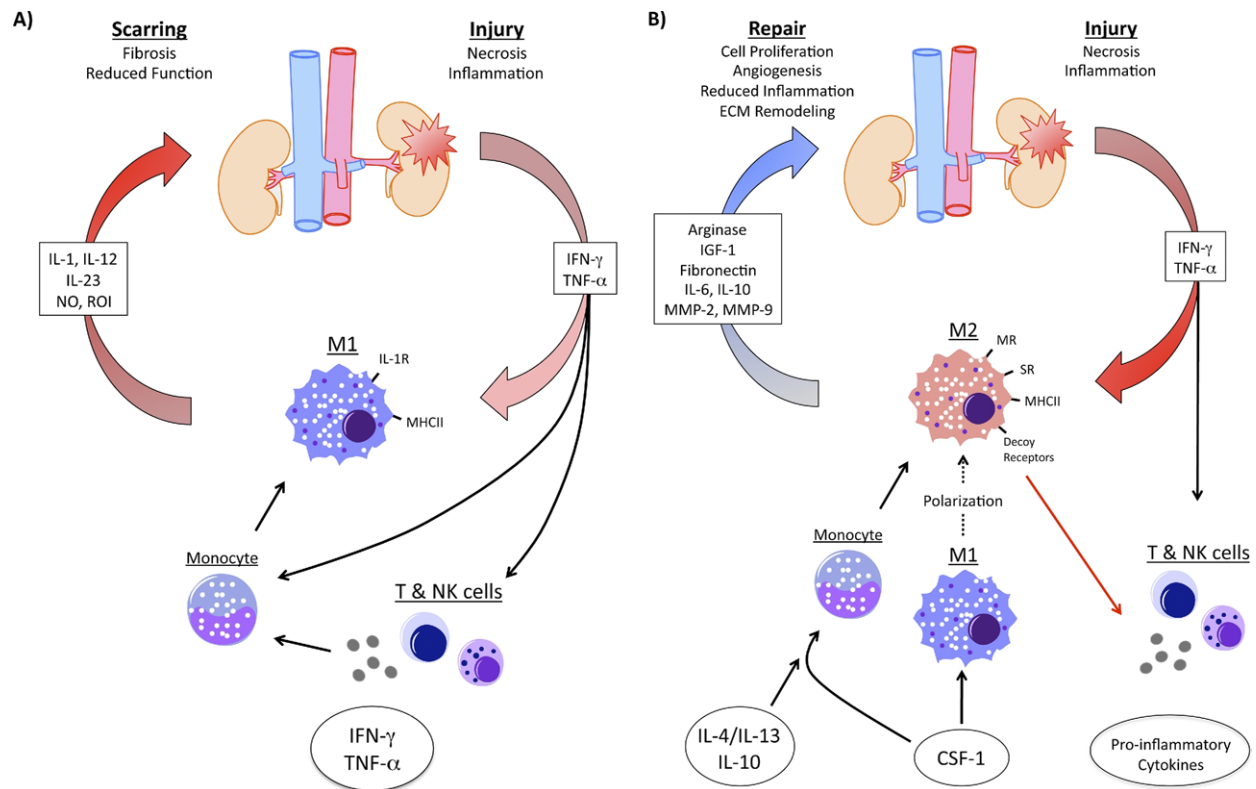 A)
Scarring
Fibrosis
Reduced Function
Injury
Necrosis
Inflammation
IL-1, IL-12
IL-23
NO, ROI
IFN-γ
TNF-α
M1
IL-1R
MHCII
Monocyte
T & NK cells
IFN-γ
TNF-α
B)
Repair
Cell Proliferation
Angiogenesis
Reduced Inflammation
ECM Remodeling
Injury
Necrosis
Inflammation
Arginase
IGF-1
Fibronectin
IL-6, IL-10
MMP-2, MMP-9
IFN-γ
TNF-α
M2
MR
SR
MHCII
Decoy
Receptors
Polarization
Monocyte
M1
T & NK cells
IL-4/IL-13
IL-10
CSF-1
Pro-inflammatory
Cytokines